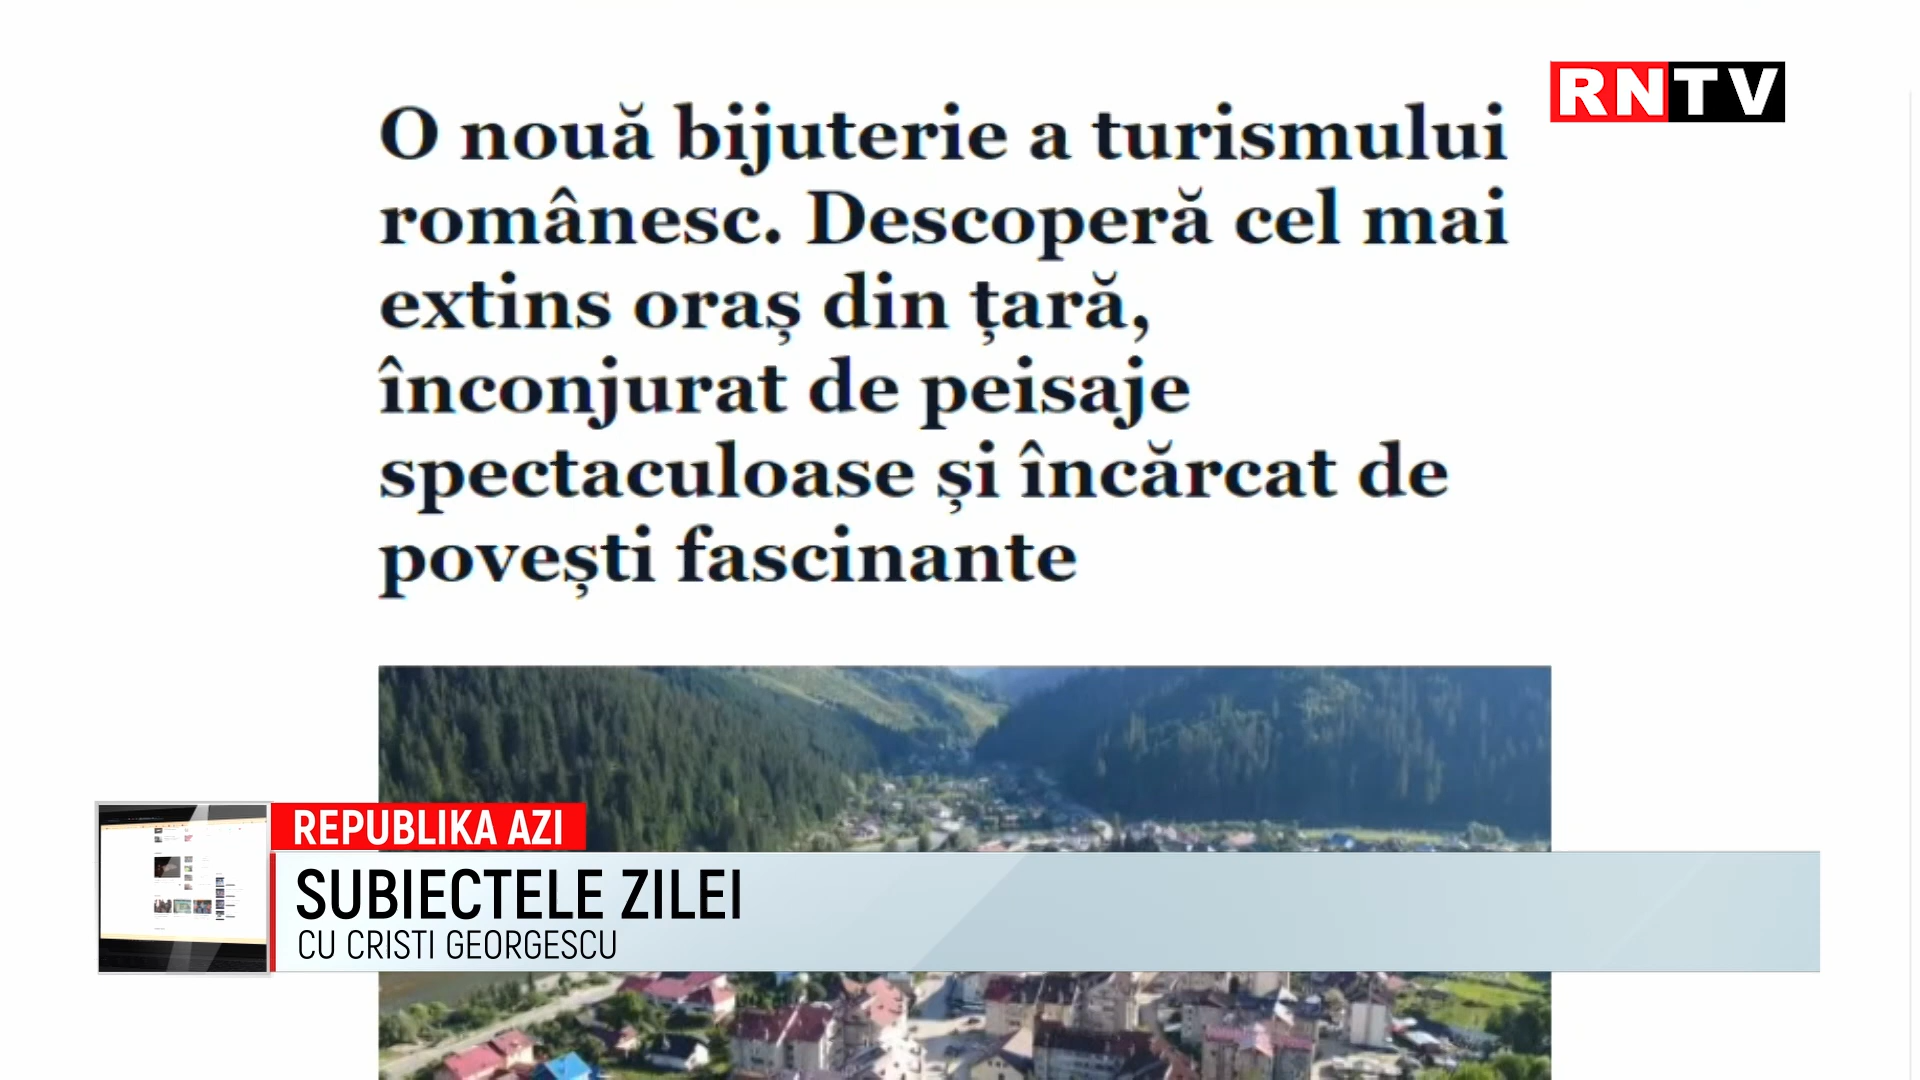 RNTV
O nouă bijuterie a turismului
românesc. Descoperă cel mai
extins oraș din țară,
înconjurat de peisaje
spectaculoase și încărcat de
povești fascinante
REPUBLIKA AZI
SUBIECTELE ZILEI
CU CRISTI GEORGESCU